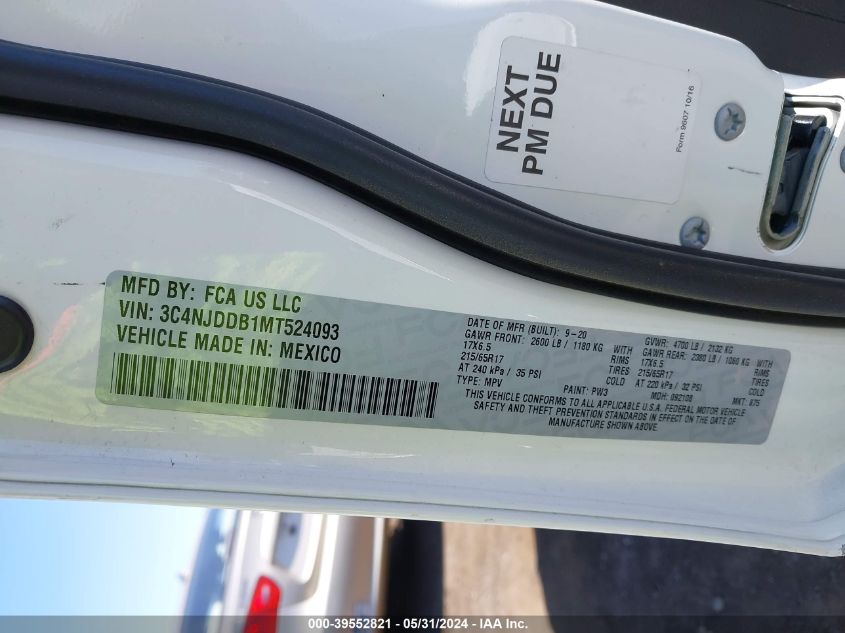 NEXT
PM DUE
Form 9607 10/16
MFD BY: FCA US LLC
VIN: 3C4NJDDB1MT524093
VEHICLE MADE IN: MEXICO
DATE OF MFR (BUILT): 9-20
GAWR FRONT: 2600 LB / 1180 KG WITH
17X6.5 RIMS
215/65R17 TIRES
AT 240 kPa / 35 PSI COLD
TYPE: MPV PAINT: PW3
GVWR: 4700 LB / 2132 KG
GAWR REAR: 2380 LB / 1080 KG WITH
17X6.5 RIMS
215/65R17 TIRES
AT 220 kPa / 32 PSI COLD
MDH: 092108 MKT: 875
THIS VEHICLE CONFORMS TO ALL APPLICABLE U.S.A. FEDERAL MOTOR VEHICLE
SAFETY AND THEFT PREVENTION STANDARDS IN EFFECT ON THE DATE OF
MANUFACTURE SHOWN ABOVE.
000-39552821 - 05/31/2024 - IAA Inc.